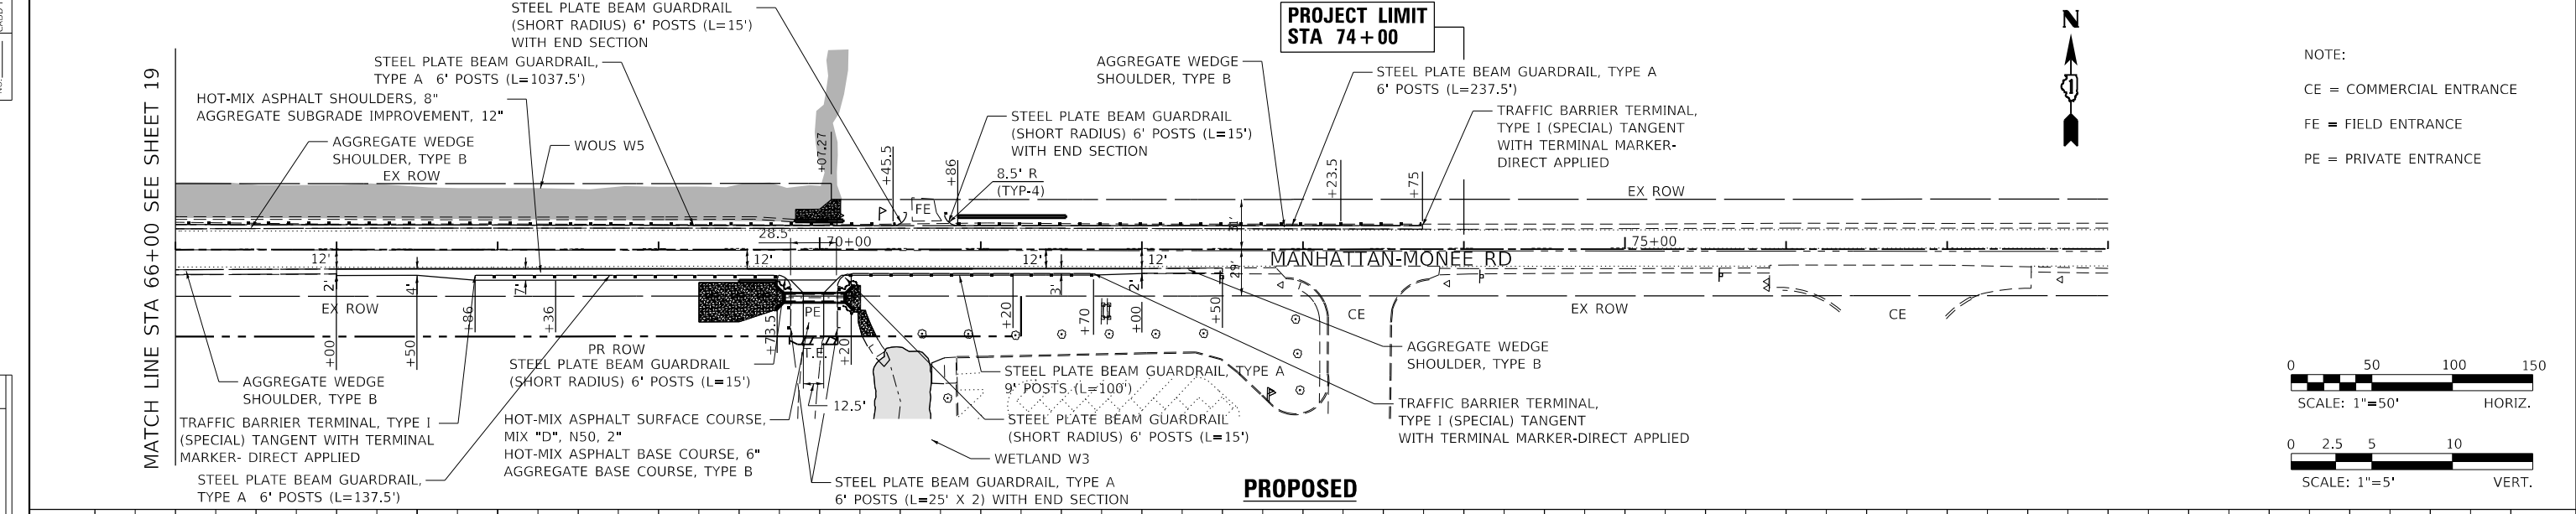 STEEL PLATE BEAM GUARDRAIL
(SHORT RADIUS) 6' POSTS (L=15')
WITH END SECTION
STEEL PLATE BEAM GUARDRAIL,
TYPE A 6' POSTS (L=1037.5')
HOT-MIX ASPHALT SHOULDERS, 8"
AGGREGATE SUBGRADE IMPROVEMENT, 12"
AGGREGATE WEDGE
SHOULDER, TYPE B
EX ROW
WOUS W5
MATCH LINE STA 66+00 SEE SHEET 19
PROJECT LIMIT
STA 74+00
AGGREGATE WEDGE
SHOULDER, TYPE B
STEEL PLATE BEAM GUARDRAIL, TYPE A
6' POSTS (L=237.5')
STEEL PLATE BEAM GUARDRAIL
(SHORT RADIUS) 6' POSTS (L=15')
WITH END SECTION
TRAFFIC BARRIER TERMINAL,
TYPE I (SPECIAL) TANGENT
WITH TERMINAL MARKER-
DIRECT APPLIED
8.5' R
(TYP-4)
+07.27
+45.5
+86
+23.5
+75
FE
EX ROW
N
1
NOTE:
CE = COMMERCIAL ENTRANCE
FE = FIELD ENTRANCE
PE = PRIVATE ENTRANCE
28.5
70+00
75+00
12'
12'
12'
12'
MANHATTAN-MONEE RD
2'
4'
7'
3'
2'
29'
EX ROW
+00
+50
+86
+36
+73.5
PE
+20
+20
+70
+00
+50
CE
EX ROW
CE
PR ROW
T.E.
12.5'
STEEL PLATE BEAM GUARDRAIL
(SHORT RADIUS) 6' POSTS (L=15')
AGGREGATE WEDGE
SHOULDER, TYPE B
TRAFFIC BARRIER TERMINAL, TYPE I
(SPECIAL) TANGENT WITH TERMINAL
MARKER- DIRECT APPLIED
STEEL PLATE BEAM GUARDRAIL,
TYPE A 6' POSTS (L=137.5')
HOT-MIX ASPHALT SURFACE COURSE,
MIX "D", N50, 2"
HOT-MIX ASPHALT BASE COURSE, 6"
AGGREGATE BASE COURSE, TYPE B
STEEL PLATE BEAM GUARDRAIL, TYPE A
9' POSTS (L=100')
STEEL PLATE BEAM GUARDRAIL
(SHORT RADIUS) 6' POSTS (L=15')
WETLAND W3
STEEL PLATE BEAM GUARDRAIL, TYPE A
6' POSTS (L=25' X 2) WITH END SECTION
AGGREGATE WEDGE
SHOULDER, TYPE B
TRAFFIC BARRIER TERMINAL,
TYPE I (SPECIAL) TANGENT
WITH TERMINAL MARKER-DIRECT APPLIED
PROPOSED
0 50 100 150
SCALE: 1"=50' HORIZ.
0 2.5 5 10
SCALE: 1"=5' VERT.